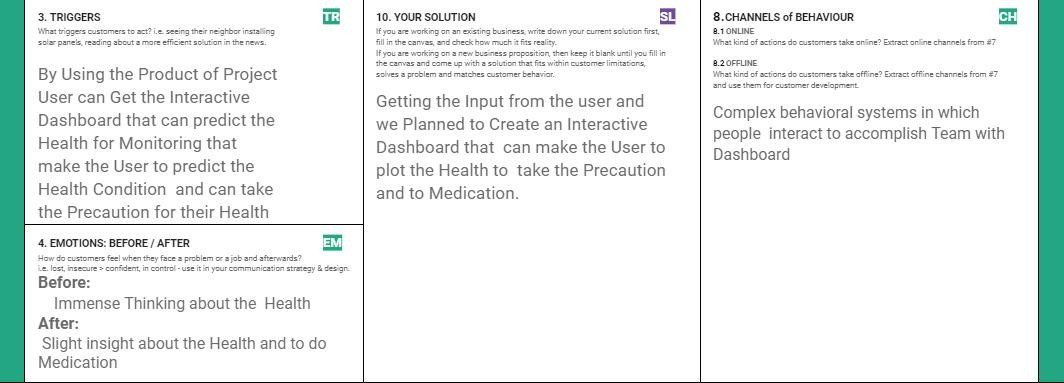 3. TRIGGERS
TR
What triggers customers to act? i.e. seeing their neighbor installing
solar panels, reading about a more efficient solution in the news.
By Using the Product of Project
User can Get the Interactive
Dashboard that can predict the
Health for Monitoring that
make the User to predict the
Health Condition and can take
the Precaution for their Health
4. EMOTIONS: BEFORE / AFTER
EM
How do customers feel when they face a problem or a job and afterwards?
i.e. lost, insecure > confident, in control - use it in your communication strategy & design.
Before:
Immense Thinking about the Health
After:
Slight insight about the Health and to do
Medication
10. YOUR SOLUTION
SL
If you are working on an existing business, write down your current solution first,
fill in the canvas, and check how much it fits reality.
If you are working on a new business proposition, then keep it blank until you fill in
the canvas and come up with a solution that fits within customer limitations,
solves a problem and matches customer behavior.
Getting the Input from the user and
we Planned to Create an Interactive
Dashboard that can make the User to
plot the Health to take the Precaution
and to Medication.
8.CHANNELS of BEHAVIOUR
CH
8.1 ONLINE
What kind of actions do customers take online? Extract online channels from #7
8.2 OFFLINE
What kind of actions do customers take offline? Extract offline channels from #7
and use them for customer development.
Complex behavioral systems in which
people interact to accomplish Team with
Dashboard